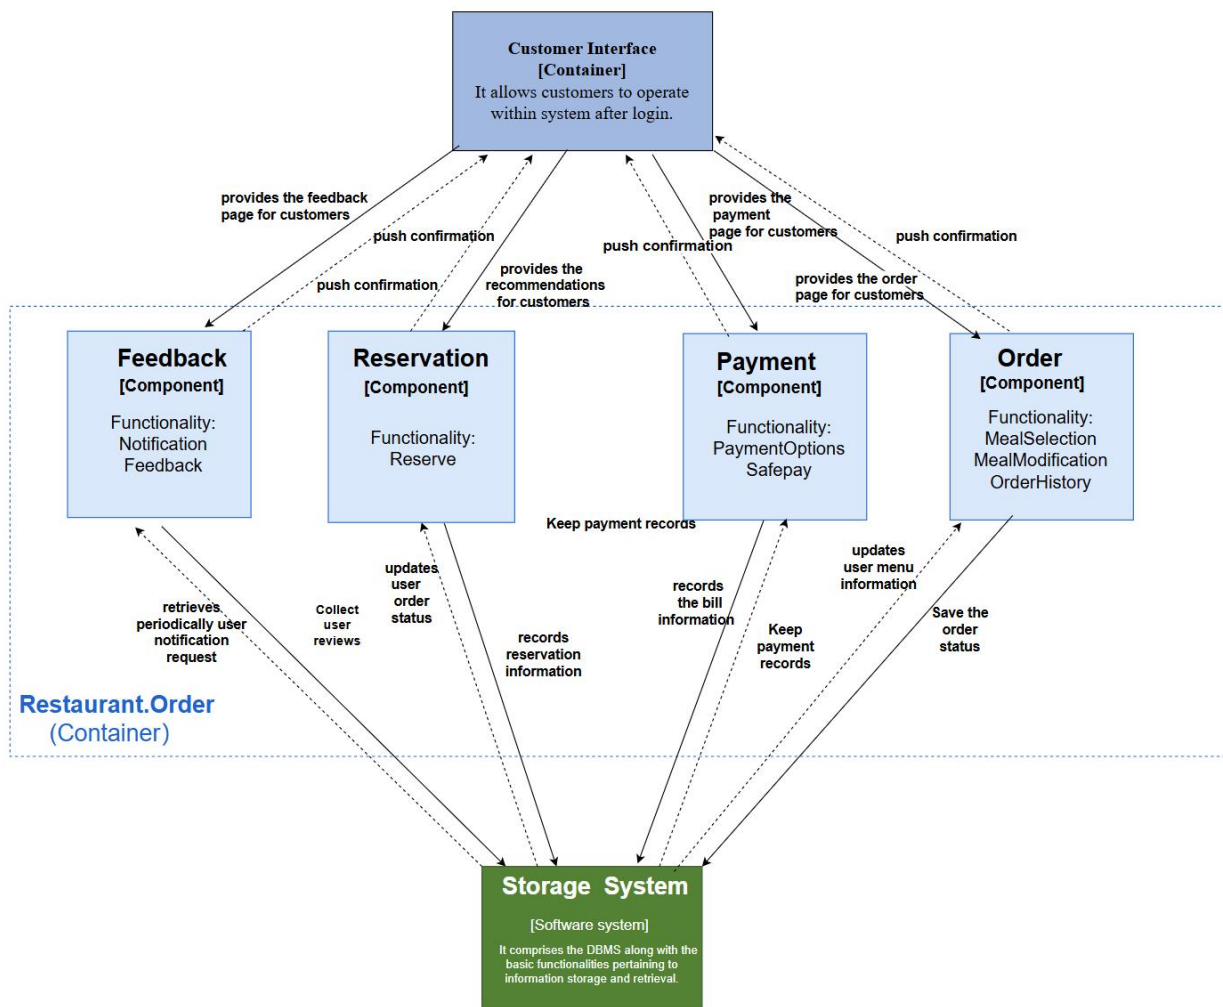 Customer Interface
[Container]
It allows customers to operate
within system after login.
provides the feedback
page for customers
push confirmation
push confirmation
provides the
recommendations
for customers
push confirmation
provides the
payment
page for customers
push confirmation
provides the order
page for customers
Feedback
[Component]
Functionality:
Notification
Feedback
Reservation
[Component]
Functionality:
Reserve
Payment
[Component]
Functionality:
PaymentOptions
Safepay
Order
[Component]
Functionality:
MealSelection
MealModification
OrderHistory
retrieves
periodically user
notification
request
Collect
user
reviews
updates
user
order
status
records
reservation
information
Keep payment records
records
the bill
information
Keep
payment
records
updates
user menu
information
Save the
order
status
Restaurant.Order
(Container)
Storage System
[Software system]
It comprises the DBMS along with the
basic functionalities pertaining to
information storage and retrieval.